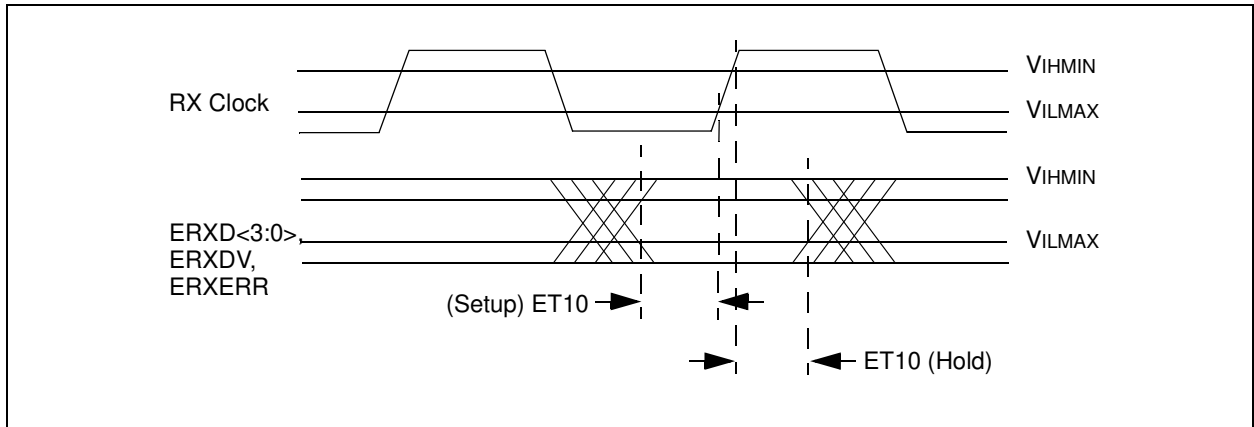 RX Clock
VIHMIN
VILMAX
VIHMIN
ERXD<3:0>,
ERXDV,
ERXERR
VILMAX
(Setup) ET10
ET10 (Hold)